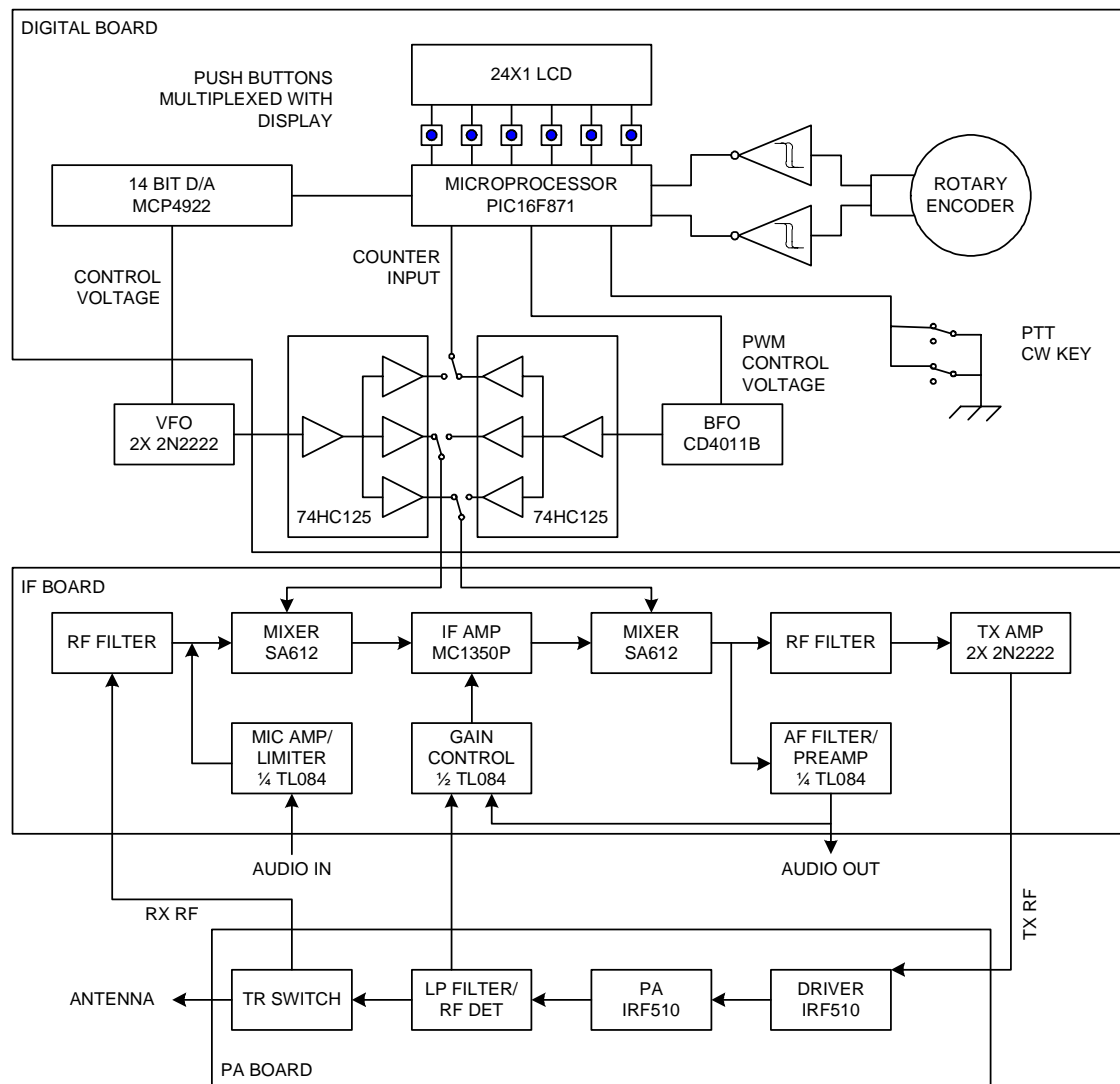 DIGITAL BOARD
24X1 LCD
PUSH BUTTONS
MULTIPLEXED WITH
DISPLAY
14 BIT D/A
MCP4922
MICROPROCESSOR
PIC16F871
ROTARY
ENCODER
CONTROL
VOLTAGE
COUNTER
INPUT
PWM
CONTROL
VOLTAGE
PTT
CW KEY
VFO
2X 2N2222
BFO
CD4011B
74HC125
74HC125
IF BOARD
RF FILTER
MIXER
SA612
IF AMP
MC1350P
MIXER
SA612
RF FILTER
TX AMP
2X 2N2222
MIC AMP/
LIMITER
¼ TL084
GAIN
CONTROL
½ TL084
AF FILTER/
PREAMP
¼ TL084
AUDIO IN
AUDIO OUT
RX RF
TX RF
ANTENNA
TR SWITCH
LP FILTER/
RF DET
PA
IRF510
DRIVER
IRF510
PA BOARD